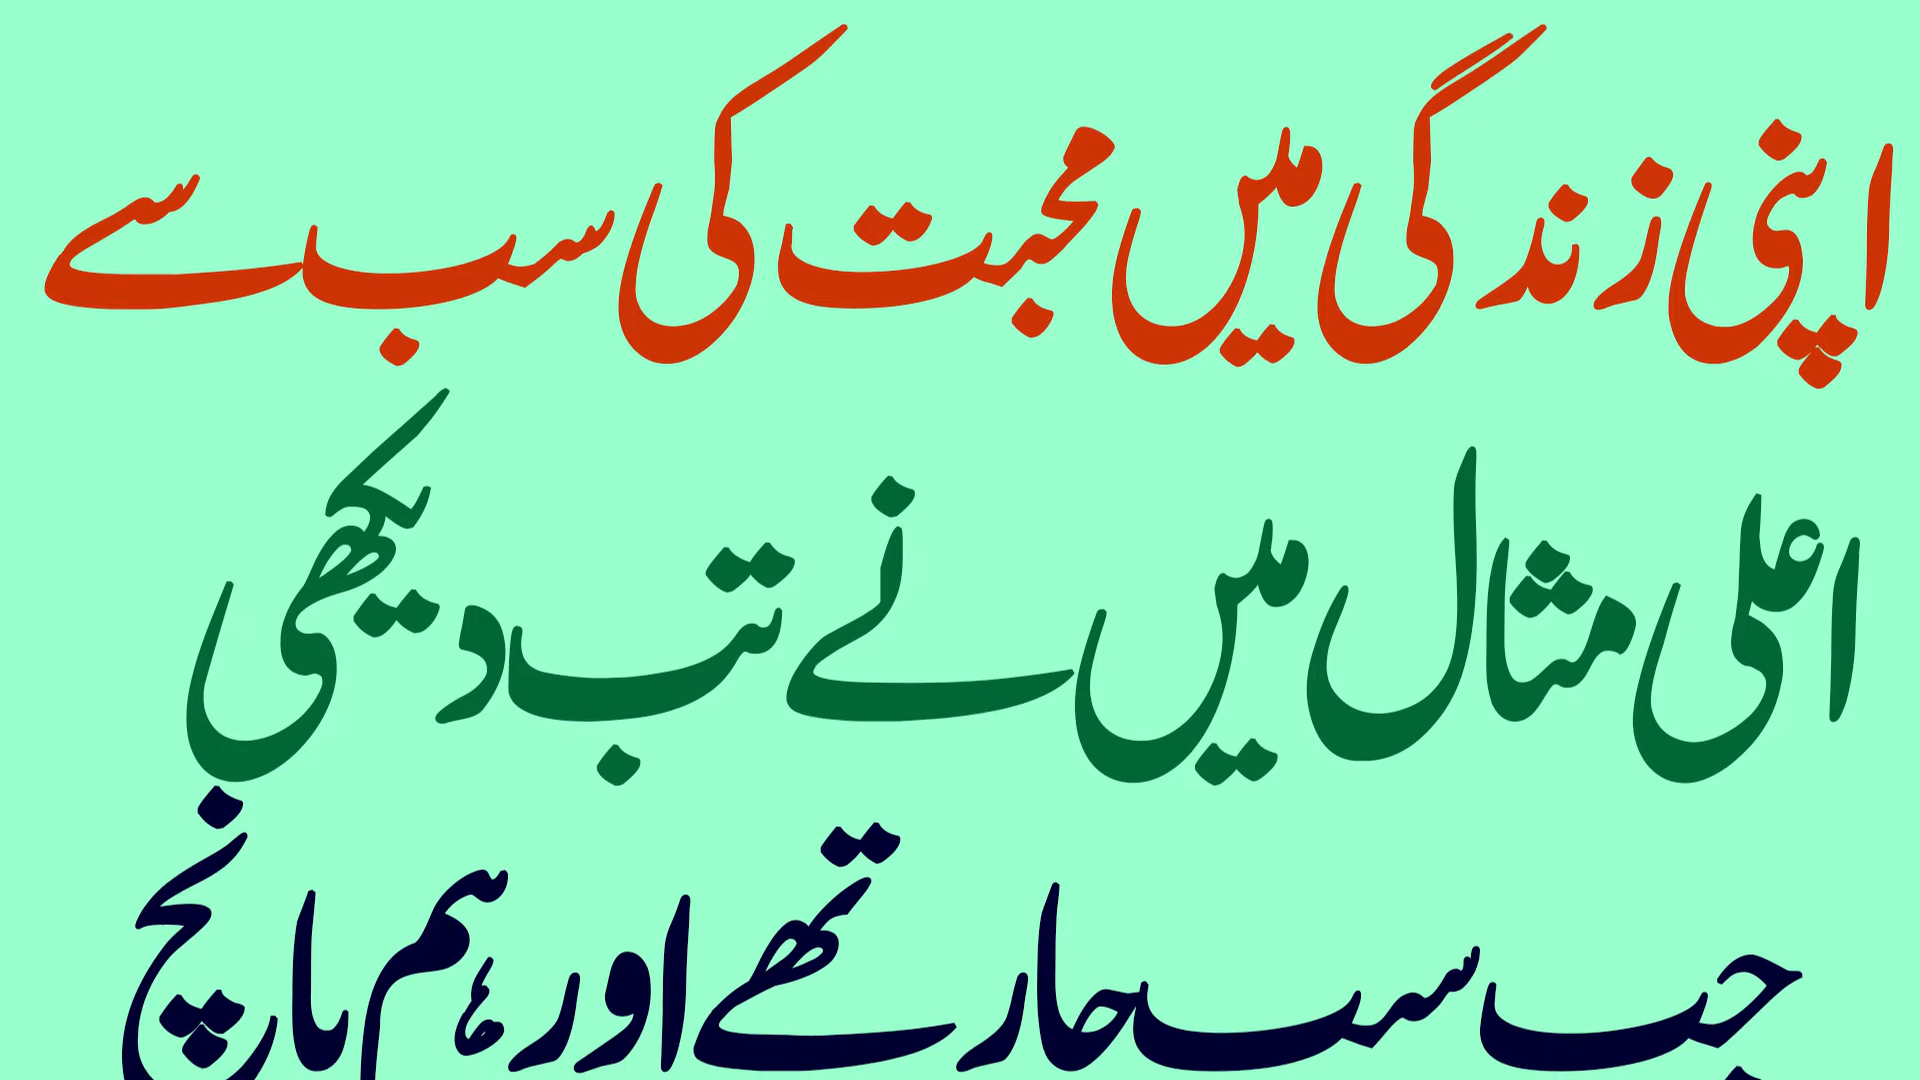 اپنی زندگی میں محبت کی سب سے
اعلی مثال میں نے تب دیکھی
جب سب چار تھے اور ہم پانچ